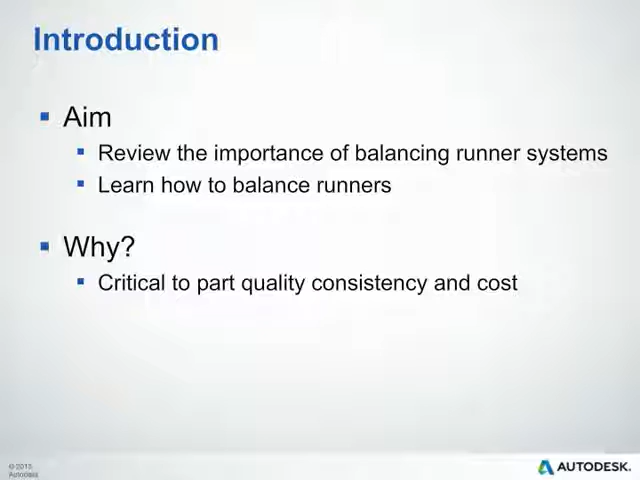 Introduction
Aim
Review the importance of balancing runner systems
Learn how to balance runners
Why?
Critical to part quality consistency and cost
© 2015
Autodesk
AUTODESK.